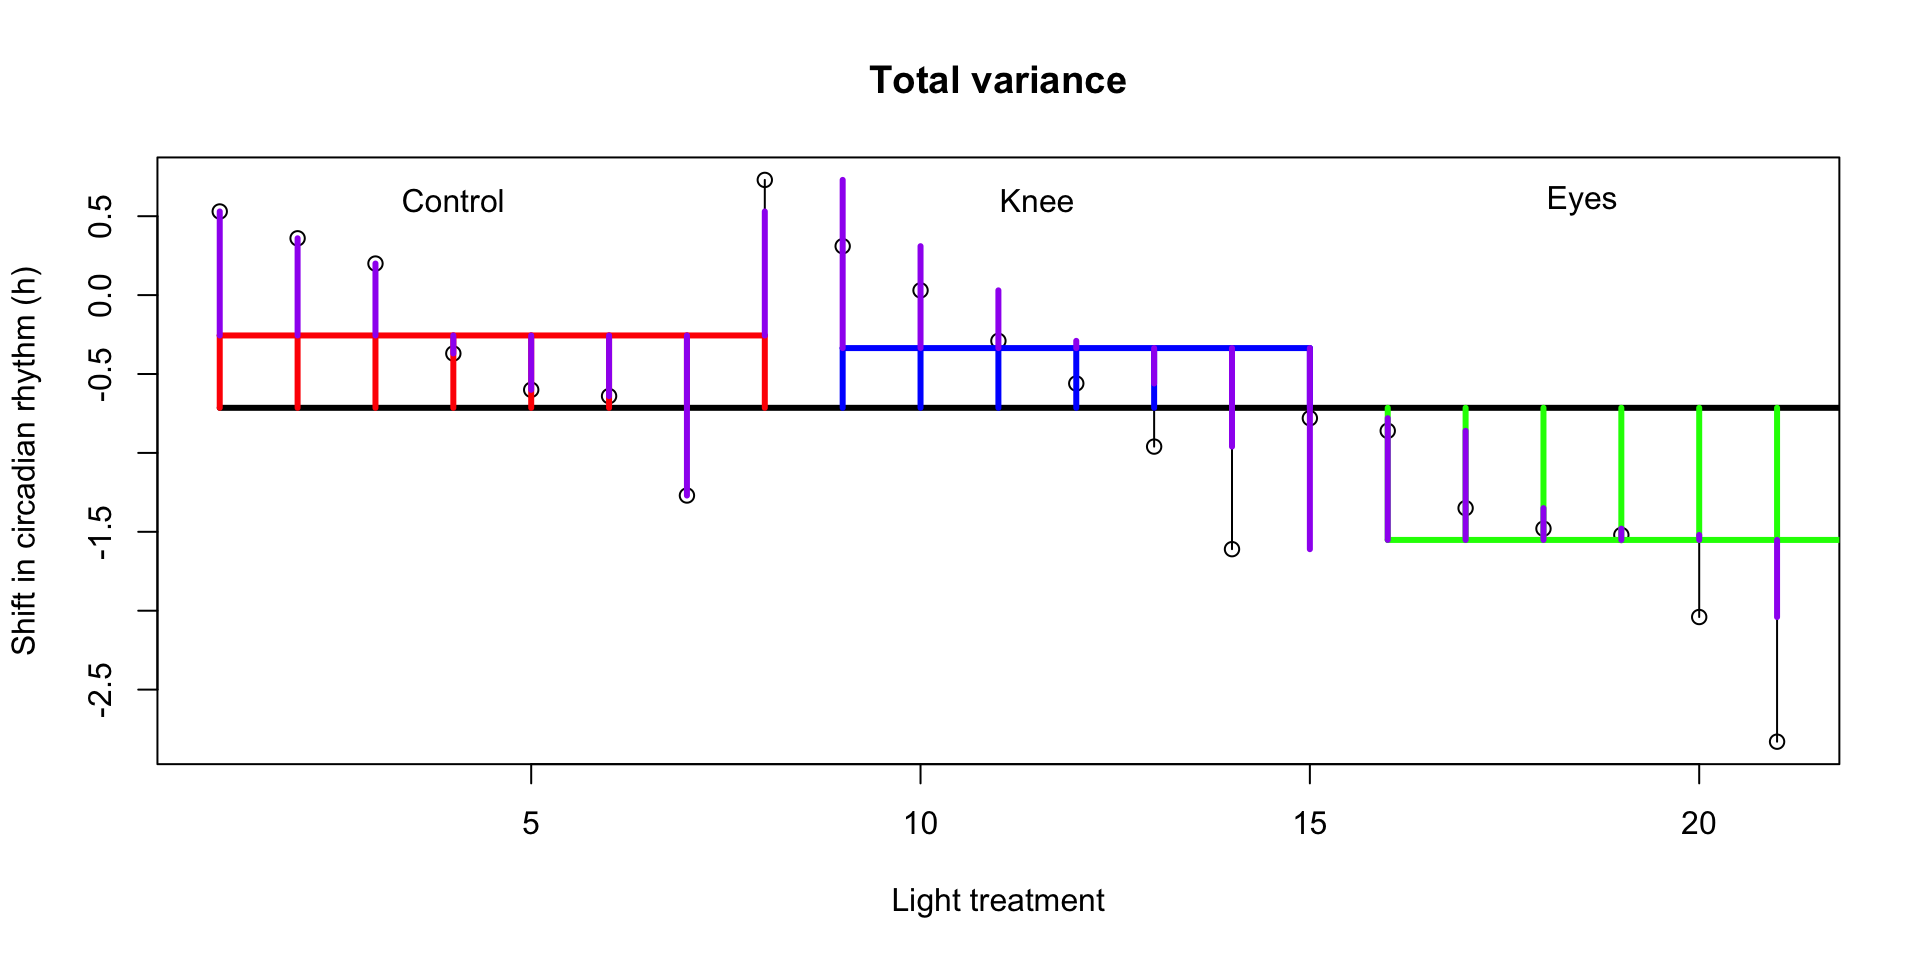 Total variance
Control
Knee
Eyes
0.5
0.0
-0.5
-1.5
-2.5
Shift in circadian rhythm (h)
5
10
15
20
Light treatment